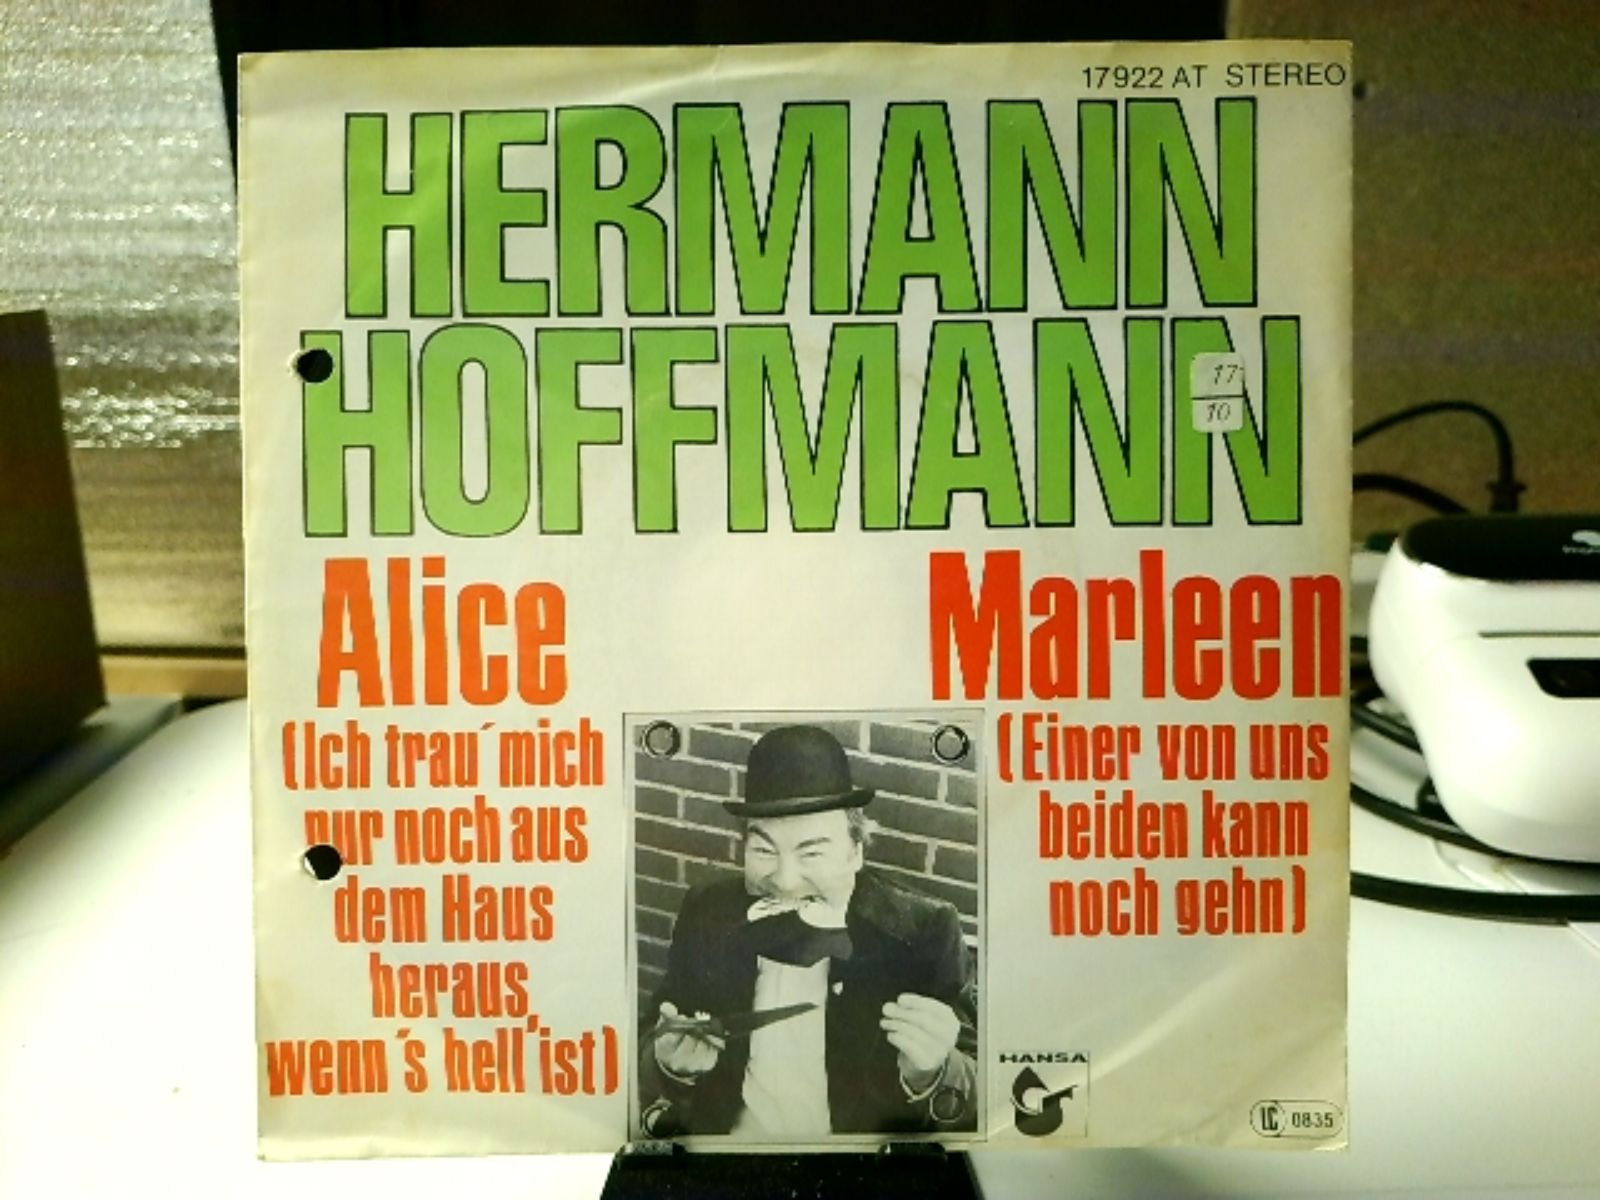 17922 AT STEREO
HERMANN
HOFFMANN
17
10
Alice
(Ich trau´mich
nur noch aus
dem Haus
heraus,
wenn´s hell ist)
Marleen
(Einer von uns
beiden kann
noch gehn)
HANSA
LC 0835